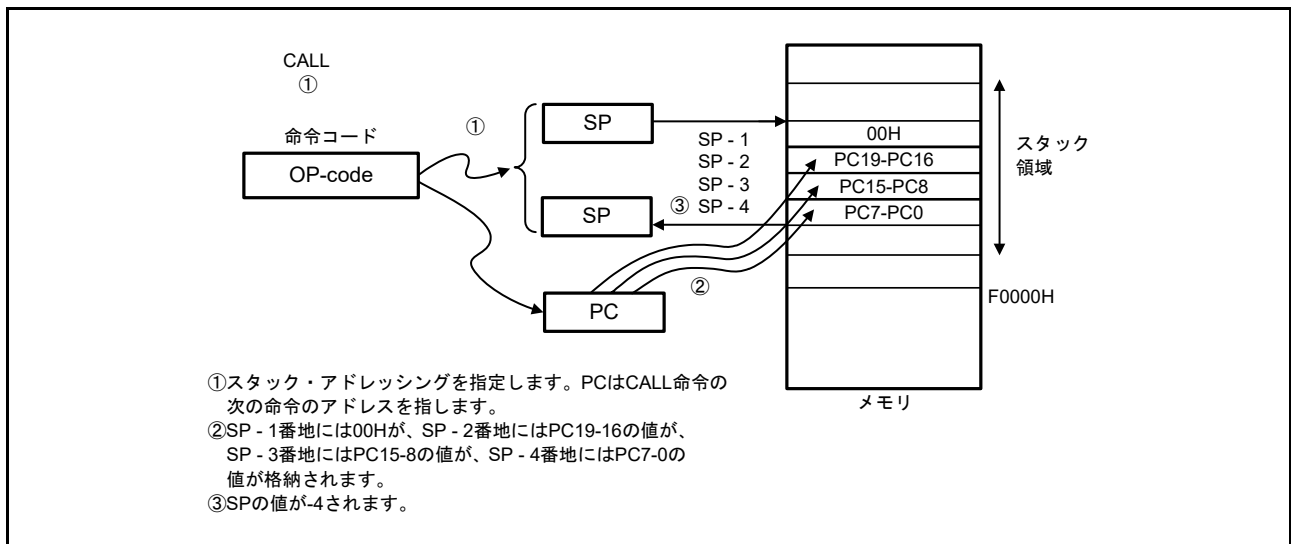 CALL
①
命令コード
OP-code
①
SP
SP
③
PC
②
SP - 1
SP - 2
SP - 3
SP - 4
00H
PC19-PC16
PC15-PC8
PC7-PC0
スタック
領域
F0000H
メモリ
①スタック・アドレッシングを指定します。PCはCALL命令の
次の命令のアドレスを指します。
②SP - 1番地には00Hが、SP - 2番地にはPC19-16の値が、
SP - 3番地にはPC15-8の値が、SP - 4番地にはPC7-0の
値が格納されます。
③SPの値が-4されます。